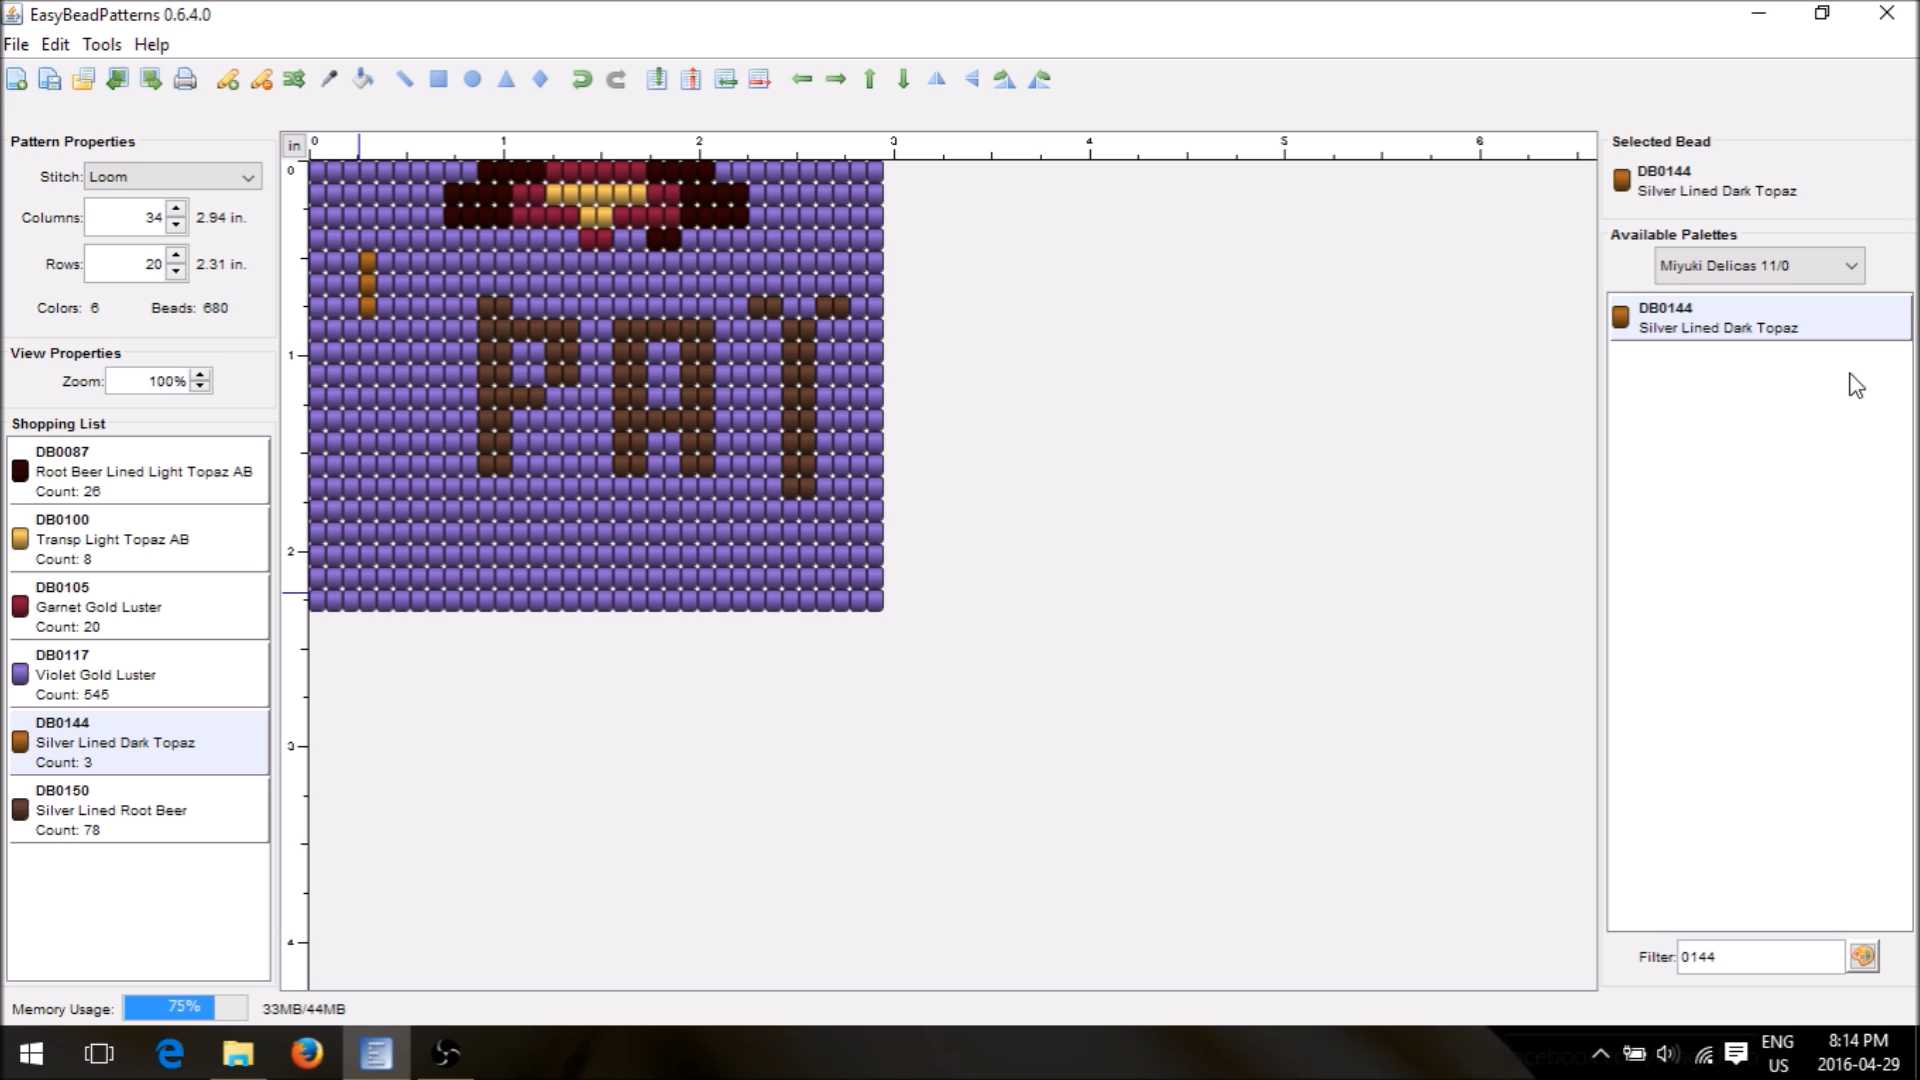 EasyBeadPatterns 0.6.4.0
File Edit Tools Help
Pattern Properties
Stitch: Loom
Columns: 34 2.94 in.
Rows: 20 2.31 in.
Colors: 6 Beads: 680
View Properties
Zoom: 100%
Shopping List
DB0087
Root Beer Lined Light Topaz AB
Count: 26
DB0100
Transp Light Topaz AB
Count: 8
DB0105
Garnet Gold Luster
Count: 20
DB0117
Violet Gold Luster
Count: 545
DB0144
Silver Lined Dark Topaz
Count: 3
DB0150
Silver Lined Root Beer
Count: 78
Memory Usage: 75% 33MB/44MB
in 0 1 2 3 4 5 6
0
1
2
3
4
PAT
Selected Bead
DB0144
Silver Lined Dark Topaz
Available Palettes
Miyuki Delicas 11/0
DB0144
Silver Lined Dark Topaz
Filter: 0144
ENG
US
8:14 PM
2016-04-29